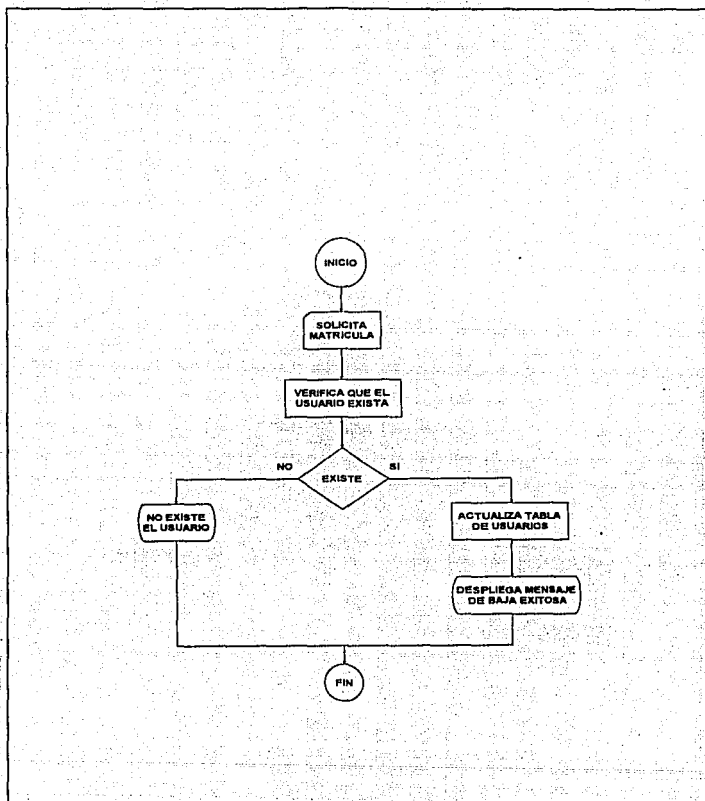 INICIO
SOLICITA
MATRICULA
VERIFICA QUE EL
USUARIO EXISTA
NO
SI
EXISTE
NO EXISTE
EL USUARIO
ACTUALIZA TABLA
DE USUARIOS
DESPLIEGA MENSAJE
DE BAJA EXITOSA
FIN